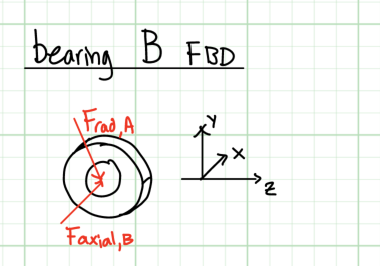 bearing B FBD
Frad,A
Y
X
Z
Faxial,B